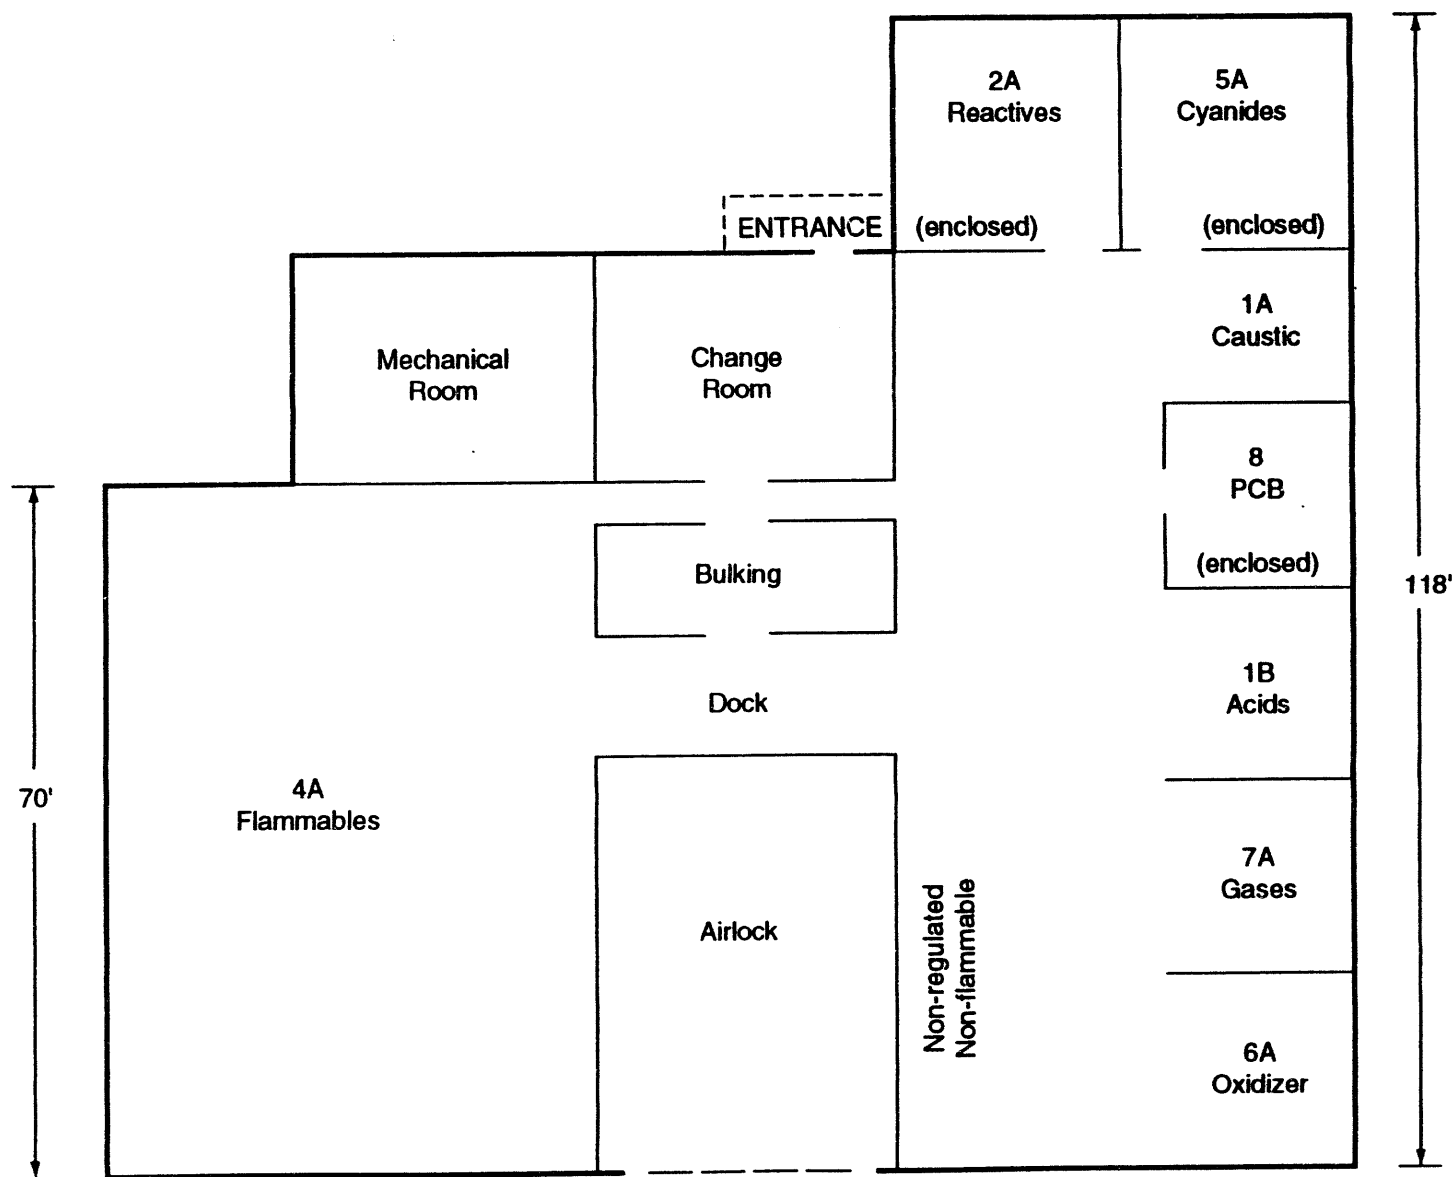 2A
Reactives
5A
Cyanides
ENTRANCE
(enclosed)
(enclosed)
1A
Caustic
Mechanical
Room
Change
Room
8
PCB
(enclosed)
Bulking
118'
1B
Acids
Dock
70'
4A
Flammables
7A
Gases
Airlock
Non-regulated
Non-flammable
6A
Oxidizer